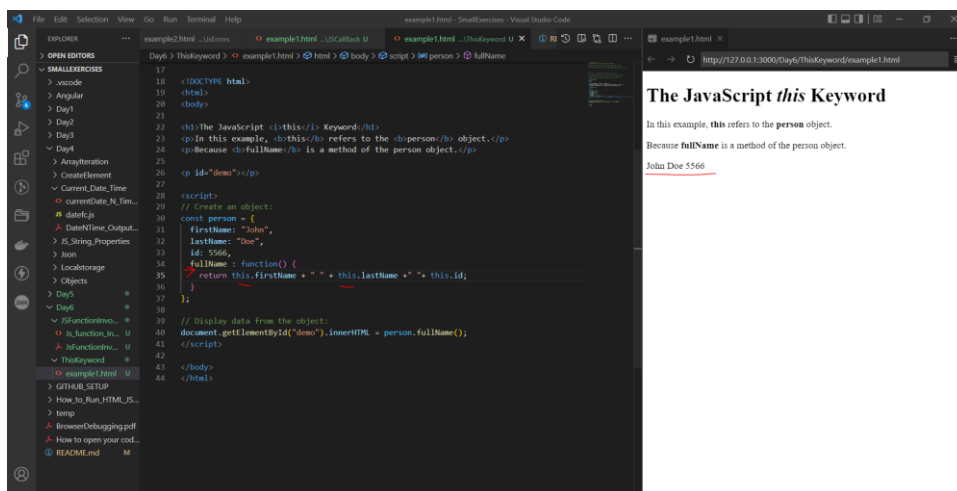 File Edit Selection View Go Run Terminal Help
example1.html - SmallExercises - Visual Studio Code
EXPLORER
OPEN EDITORS
SMALLEXERCISES
.vscode
Angular
Day1
Day2
Day3
Day4
ArrayIteration
CreateElement
Current_Date_Time
currentDate_N_Tim...
JS datefc.js
DateNTime_Output...
JS_String_Properties
Json
Localstorage
Objects
Day5
Day6
JSFunctionInvo...
Js_function_In... U
JsFunctionInv... U
ThisKeyword
example1.html U
GITHUB_SETUP
How_to_Run_HTML_JS...
temp
BrowserDebugging.pdf
How to open your cod...
README.md M
example2.html ...\JsErrors
example1.html ...\JSCallBack U
example1.html ...\ThisKeyword U
Day6 > ThisKeyword > example1.html > html > body > script > person > fullName
17
18 <!DOCTYPE html>
19 <html>
20 <body>
21
22 <h1>The JavaScript <i>this</i> Keyword</h1>
23 <p>In this example, <b>this</b> refers to the <b>person</b> object.</p>
24 <p>Because <b>fullName</b> is a method of the person object.</p>
25
26 <p id="demo"></p>
27
28 <script>
29 // Create an object:
30 const person = {
31 firstName: "John",
32 lastName: "Doe",
33 id: 5566,
34 fullName : function() {
35 return this.firstName + " " + this.lastName +" "+ this.id;
36 }
37 };
38
39 // Display data from the object:
40 document.getElementById("demo").innerHTML = person.fullName();
41 </script>
42
43 </body>
44 </html>
example1.html
http://127.0.0.1:3000/Day6/ThisKeyword/example1.html
The JavaScript this Keyword
In this example, this refers to the person object.
Because fullName is a method of the person object.
John Doe 5566